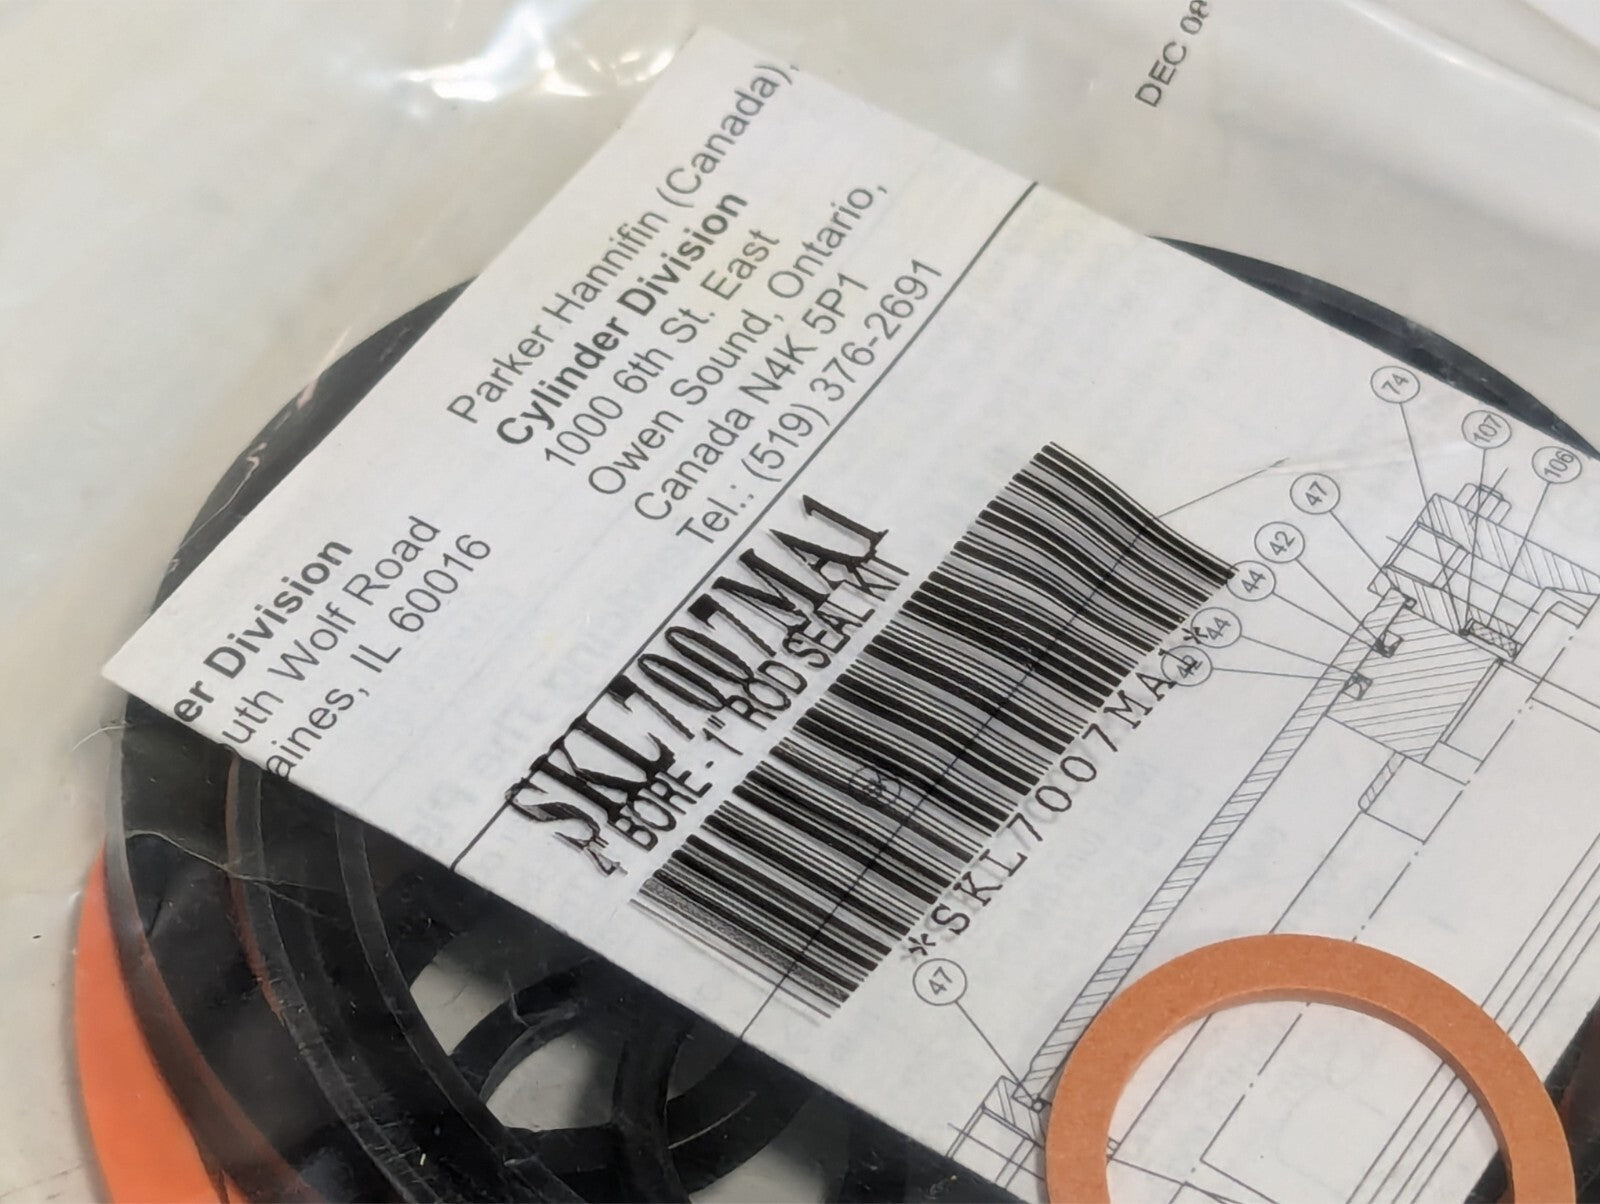 DEC 08
Parker Hannifin (Canada),
Cylinder Division
1000 6th St. East
Owen Sound, Ontario,
Canada N4K 5P1
Tel.: (519) 376-2691
er Division
uth Wolf Road
aines, IL 60016
SKL7007MA1
4" BORE - 1" ROD SEAL KIT
*SKL7007MA1*
74
107
106
47
42
44
44
42
47